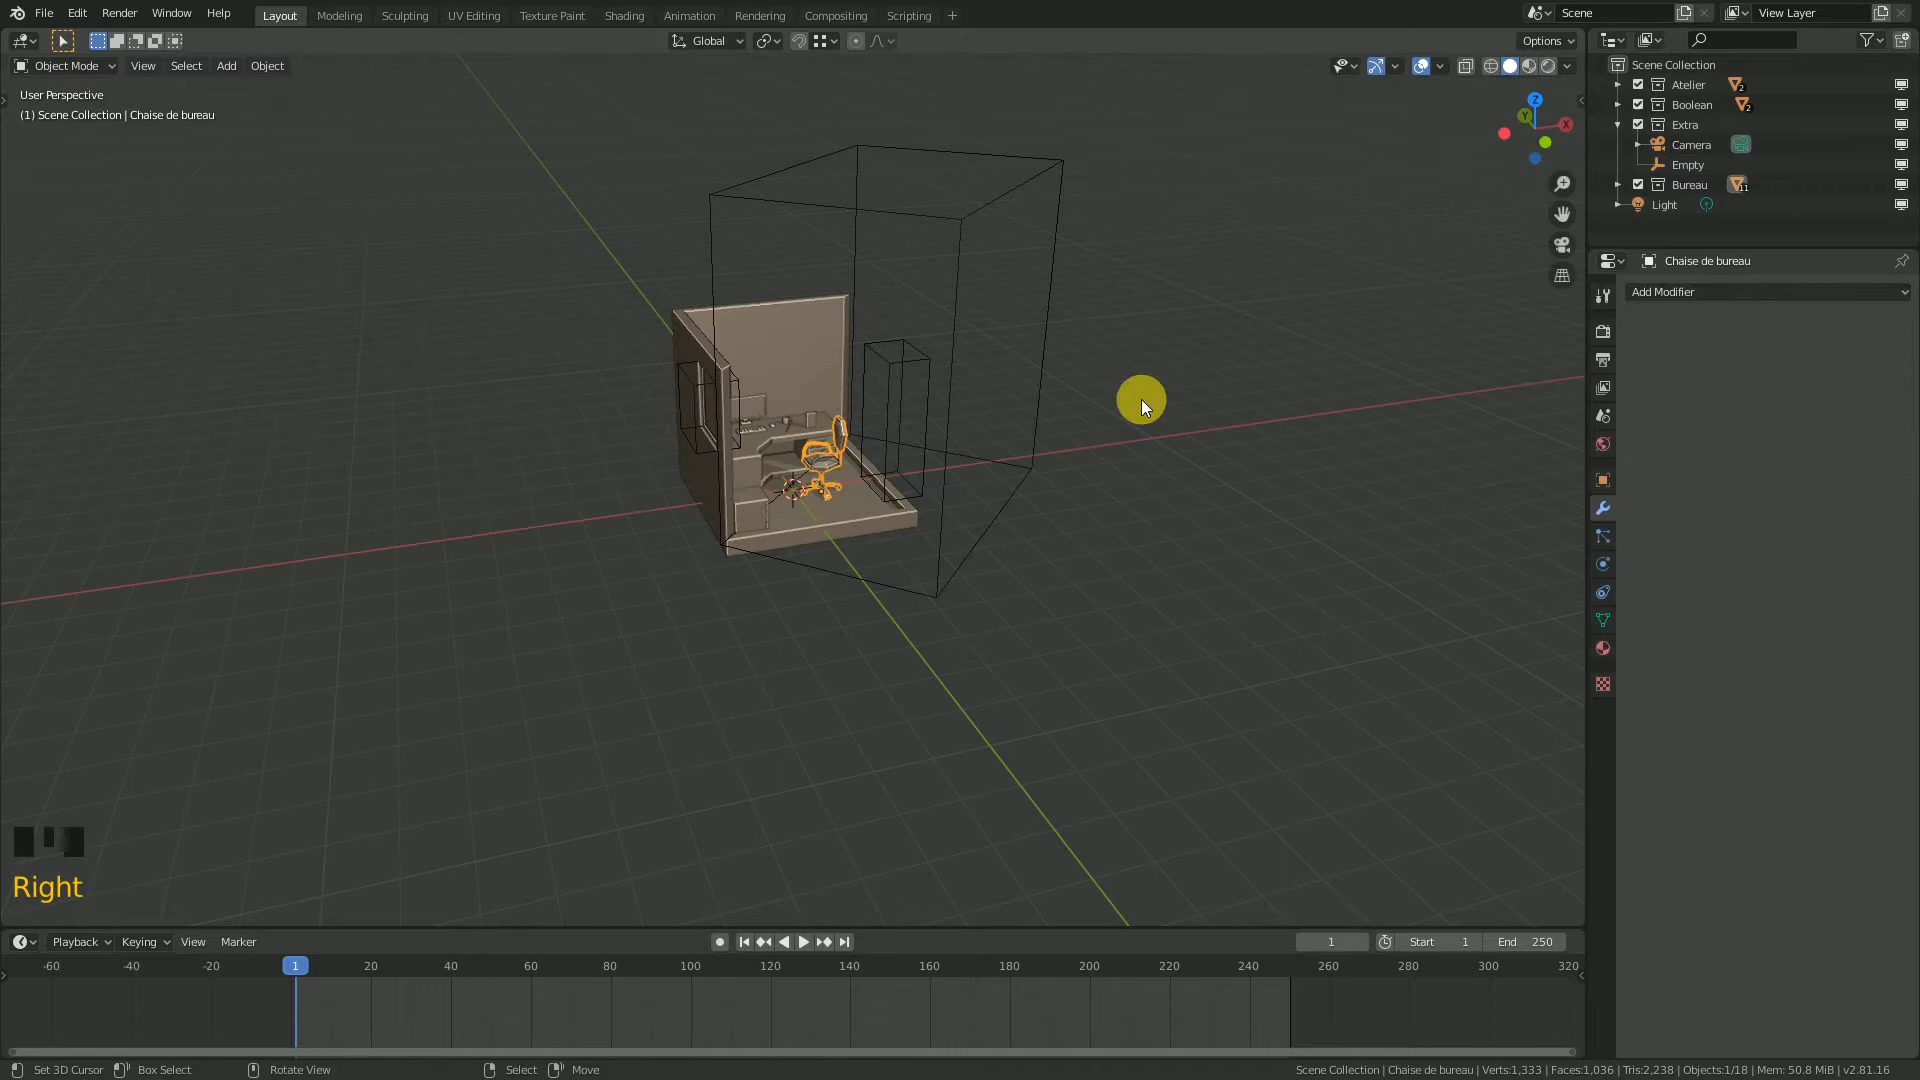 File Edit Render Window Help Layout Modeling Sculpting UV Editing Texture Paint Shading Animation Rendering Compositing Scripting + Scene View Layer
Global Options
Object Mode View Select Add Object
User Perspective
(1) Scene Collection | Chaise de bureau
Z
Y
X
Scene Collection
Atelier 2
Boolean 2
Extra
Camera
Empty
Bureau 11
Light
Chaise de bureau
Add Modifier
Right
Playback Keying View Marker 1 Start 1 End 250
-60 -40 -20 1 20 40 60 80 100 120 140 160 180 200 220 240 260 280 300 320
Set 3D Cursor Box Select Rotate View Select Move Scene Collection | Chaise de bureau | Verts:1,333 | Faces:1,036 | Tris:2,238 | Objects:1/18 | Mem: 50.8 MiB | v2.81.16